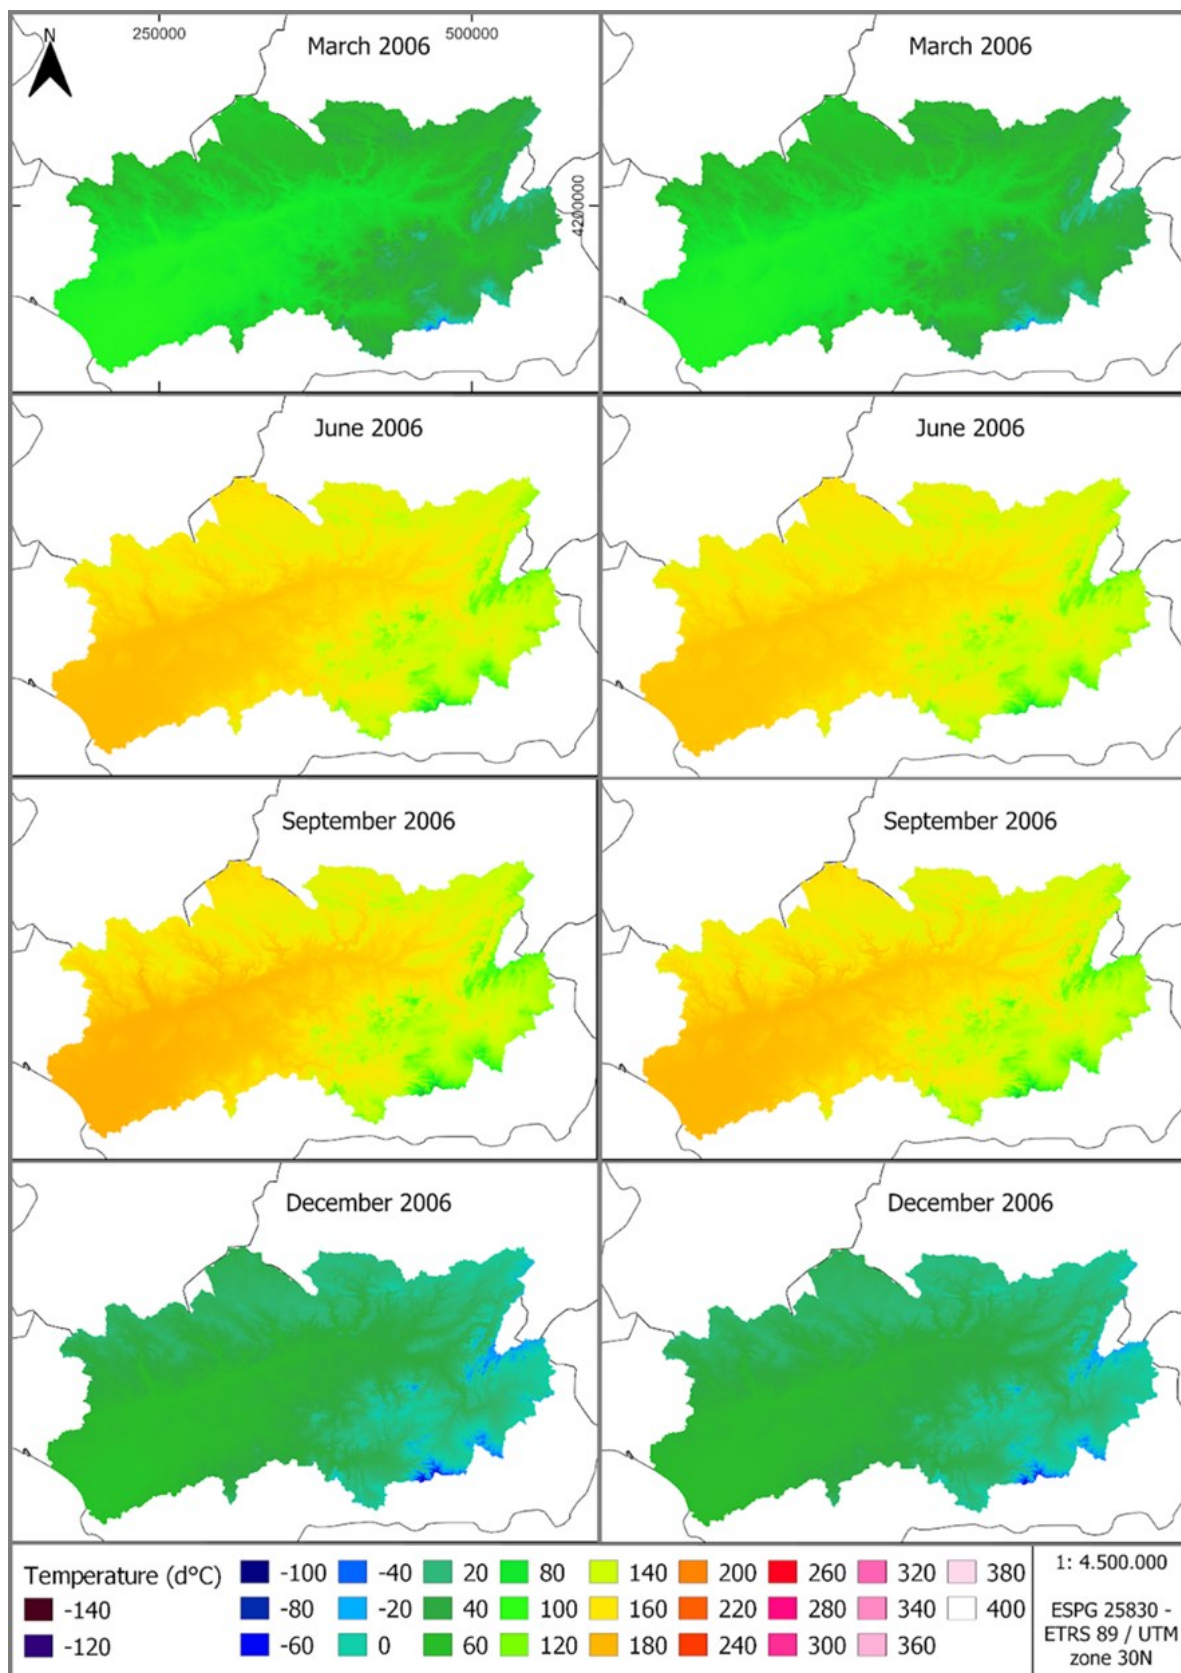 N
250000
500000
March 2006
March 2006
4200000
June 2006
June 2006
September 2006
September 2006
December 2006
December 2006
Temperature (d°C)
-140
-120
-100
-80
-60
-40
-20
0
20
40
60
80
100
120
140
160
180
200
220
240
260
280
300
320
340
360
380
400
1: 4.500.000
ESPG 25830 -
ETRS 89 / UTM
zone 30N